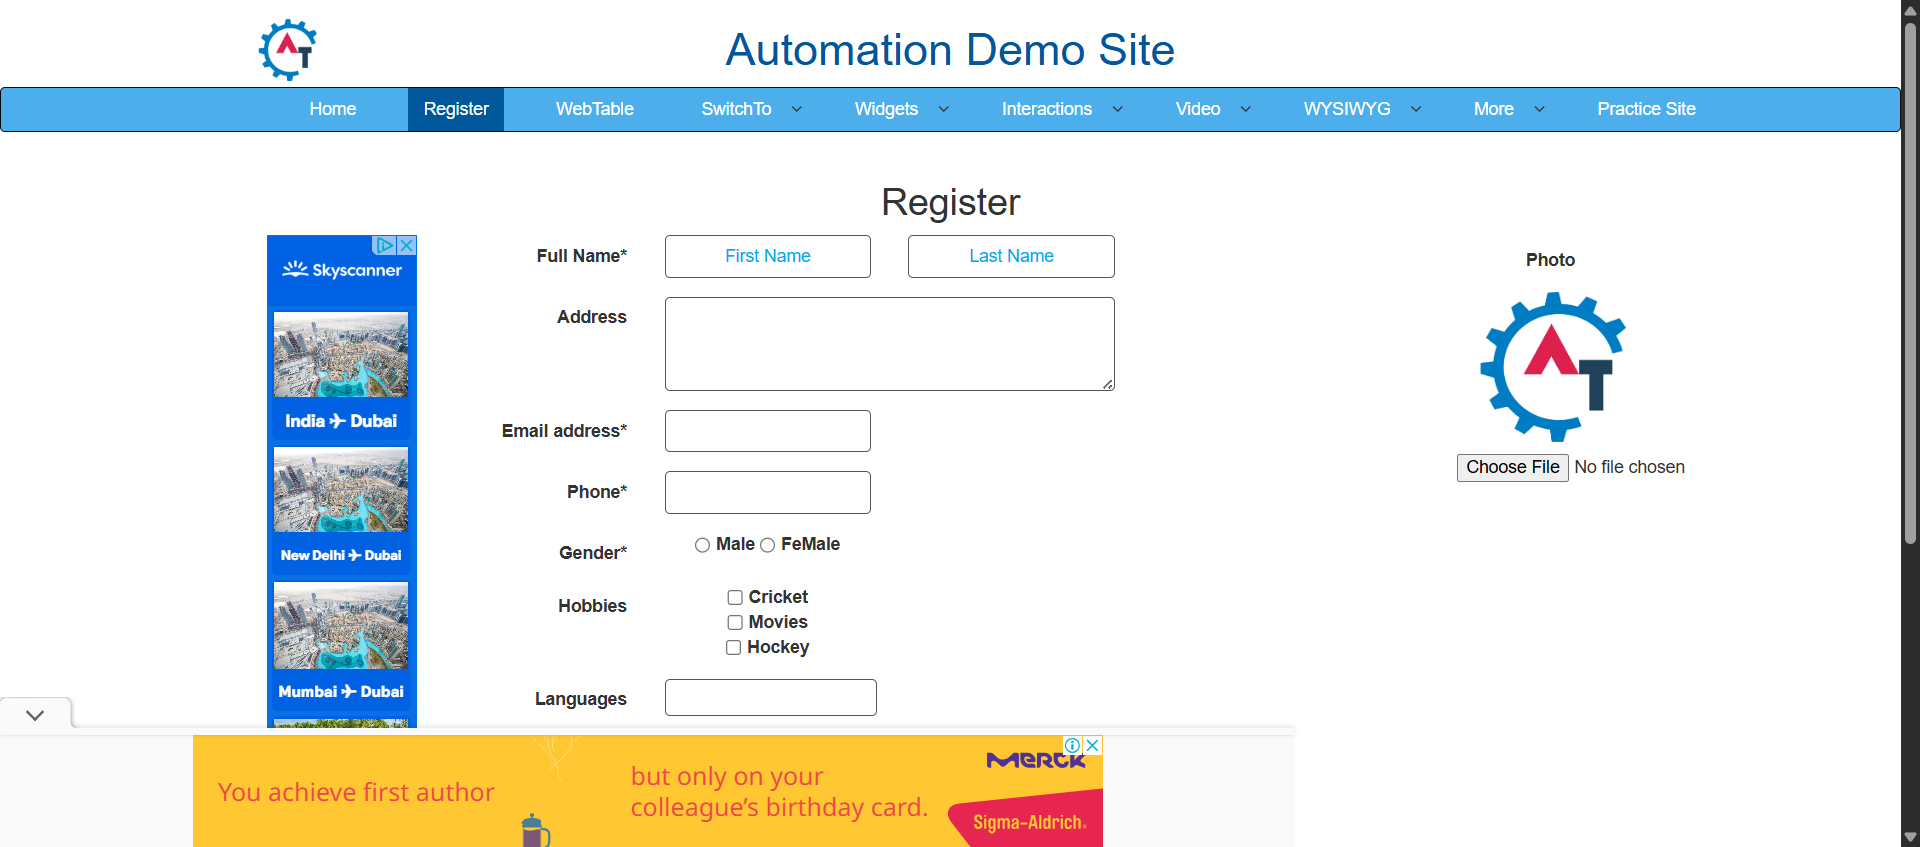 AT
Automation Demo Site
Home Register WebTable SwitchTo Widgets Interactions Video WYSIWYG More Practice Site
Register
Skyscanner
India Dubai
New Delhi Dubai
Mumbai Dubai
Full Name* First Name Last Name
Address
Email address*
Phone*
Gender* Male FeMale
Hobbies Cricket
Movies
Hockey
Languages
Photo
AT
Choose File No file chosen
You achieve first author
but only on your
colleague's birthday card.
MERCK
Sigma-Aldrich®